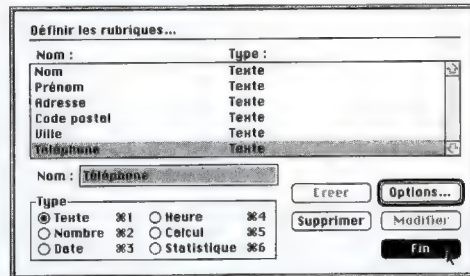 Définir les rubriques...
Nom : Type :
Nom Texte
Prénom Texte
Adresse Texte
Code postal Texte
Ville Texte
Téléphone Texte
Nom : Téléphone
Type
Texte ⌘1 Heure ⌘4
Nombre ⌘2 Calcul ⌘5
Date ⌘3 Statistique ⌘6
Creer Options...
Supprimer Modifier
Fin